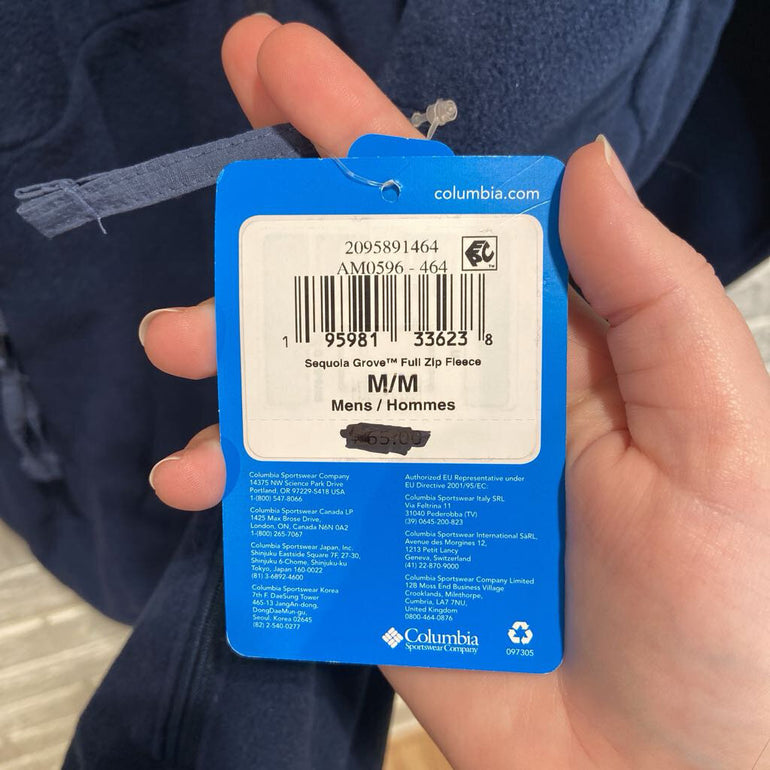 columbia.com
2095891464
AM0596 - 464
EPC™
1 95981 33623 8
Sequoia Grove™ Full Zip Fleece
M/M
Mens / Hommes
65.00
Columbia Sportswear Company
14375 NW Science Park Drive
Portland, OR 97229-5418 USA
1-(800) 547-8066
Columbia Sportswear Canada LP
1425 Max Brose Drive,
London, ON, Canada N6N 0A2
1-(800) 265-7067
Columbia Sportswear Japan, Inc.
Shinjuku Eastside Square 7F, 27-30,
Shinjuku 6-Chome, Shinjuku-ku
Tokyo, Japan 160-0022
(81) 3-6892-4600
Columbia Sportswear Korea
7th F. DaeSung Tower
465-13 JangAn-dong,
DongDaeMun-gu,
Seoul, Korea 02645
(82) 2-540-0277
Authorized EU Representative under
EU Directive 2001/95/EC:
Columbia Sportswear Italy SRL
Via Feltrina 11
31040 Pederobba (TV)
(39) 0645-200-823
Columbia Sportswear International SàRL,
Avenue des Morgines 12,
1213 Petit Lancy
Geneva, Switzerland
(41) 22-870-9000
Columbia Sportswear Company Limited
12B Moss End Business Village
Crooklands, Milnthorpe,
Cumbria, LA7 7NU,
United Kingdom
0800-464-0876
Columbia
Sportswear Company
097305